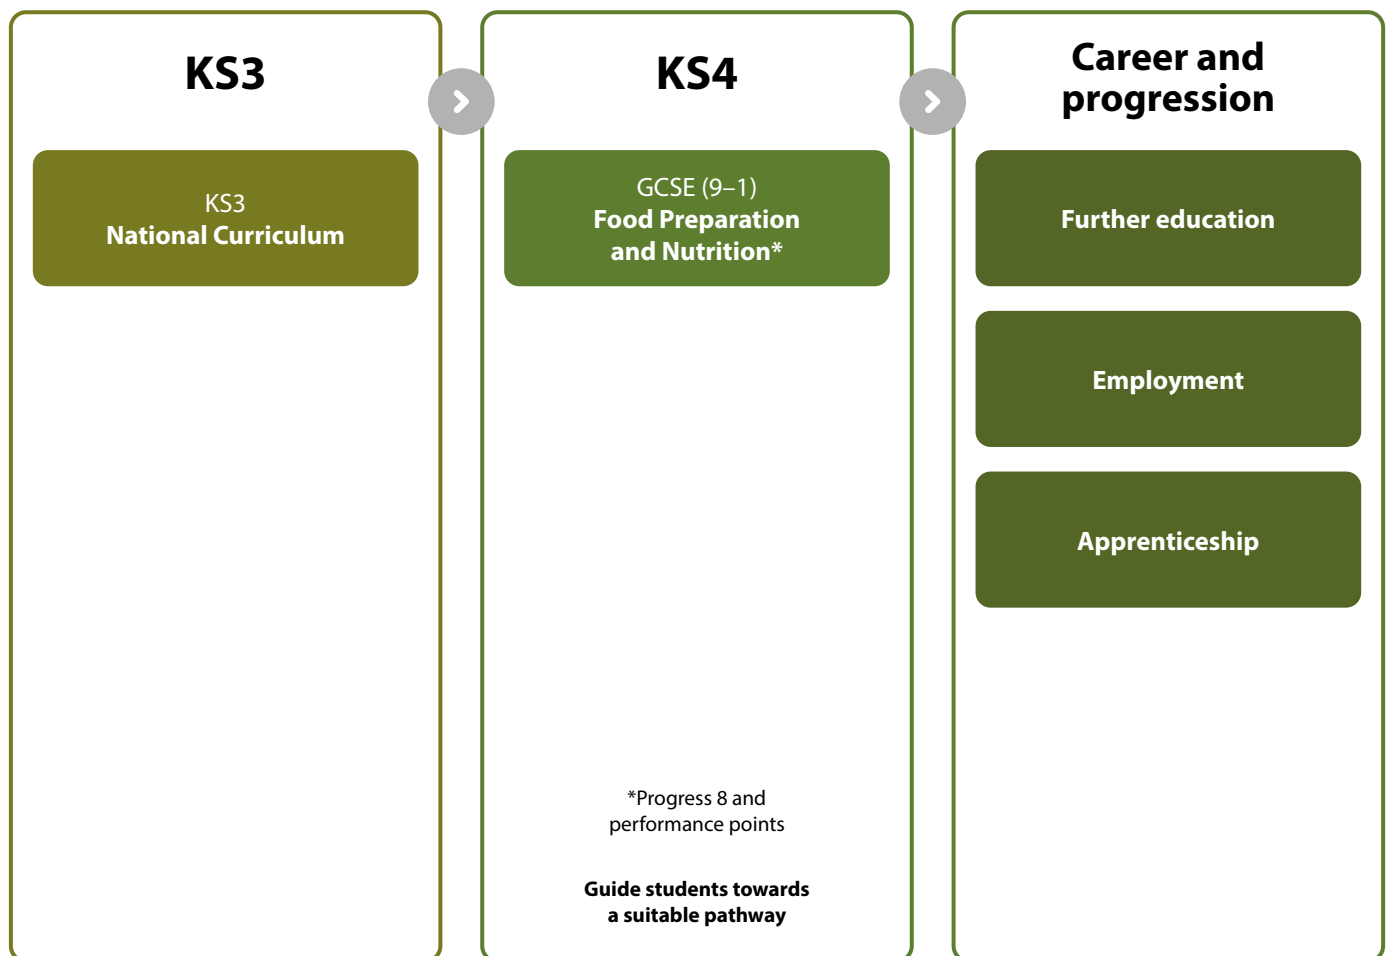 KS3
KS3
National Curriculum
KS4
GCSE (9–1)
Food Preparation
and Nutrition*
*Progress 8 and
performance points
Guide students towards
a suitable pathway
Career and
progression
Further education
Employment
Apprenticeship